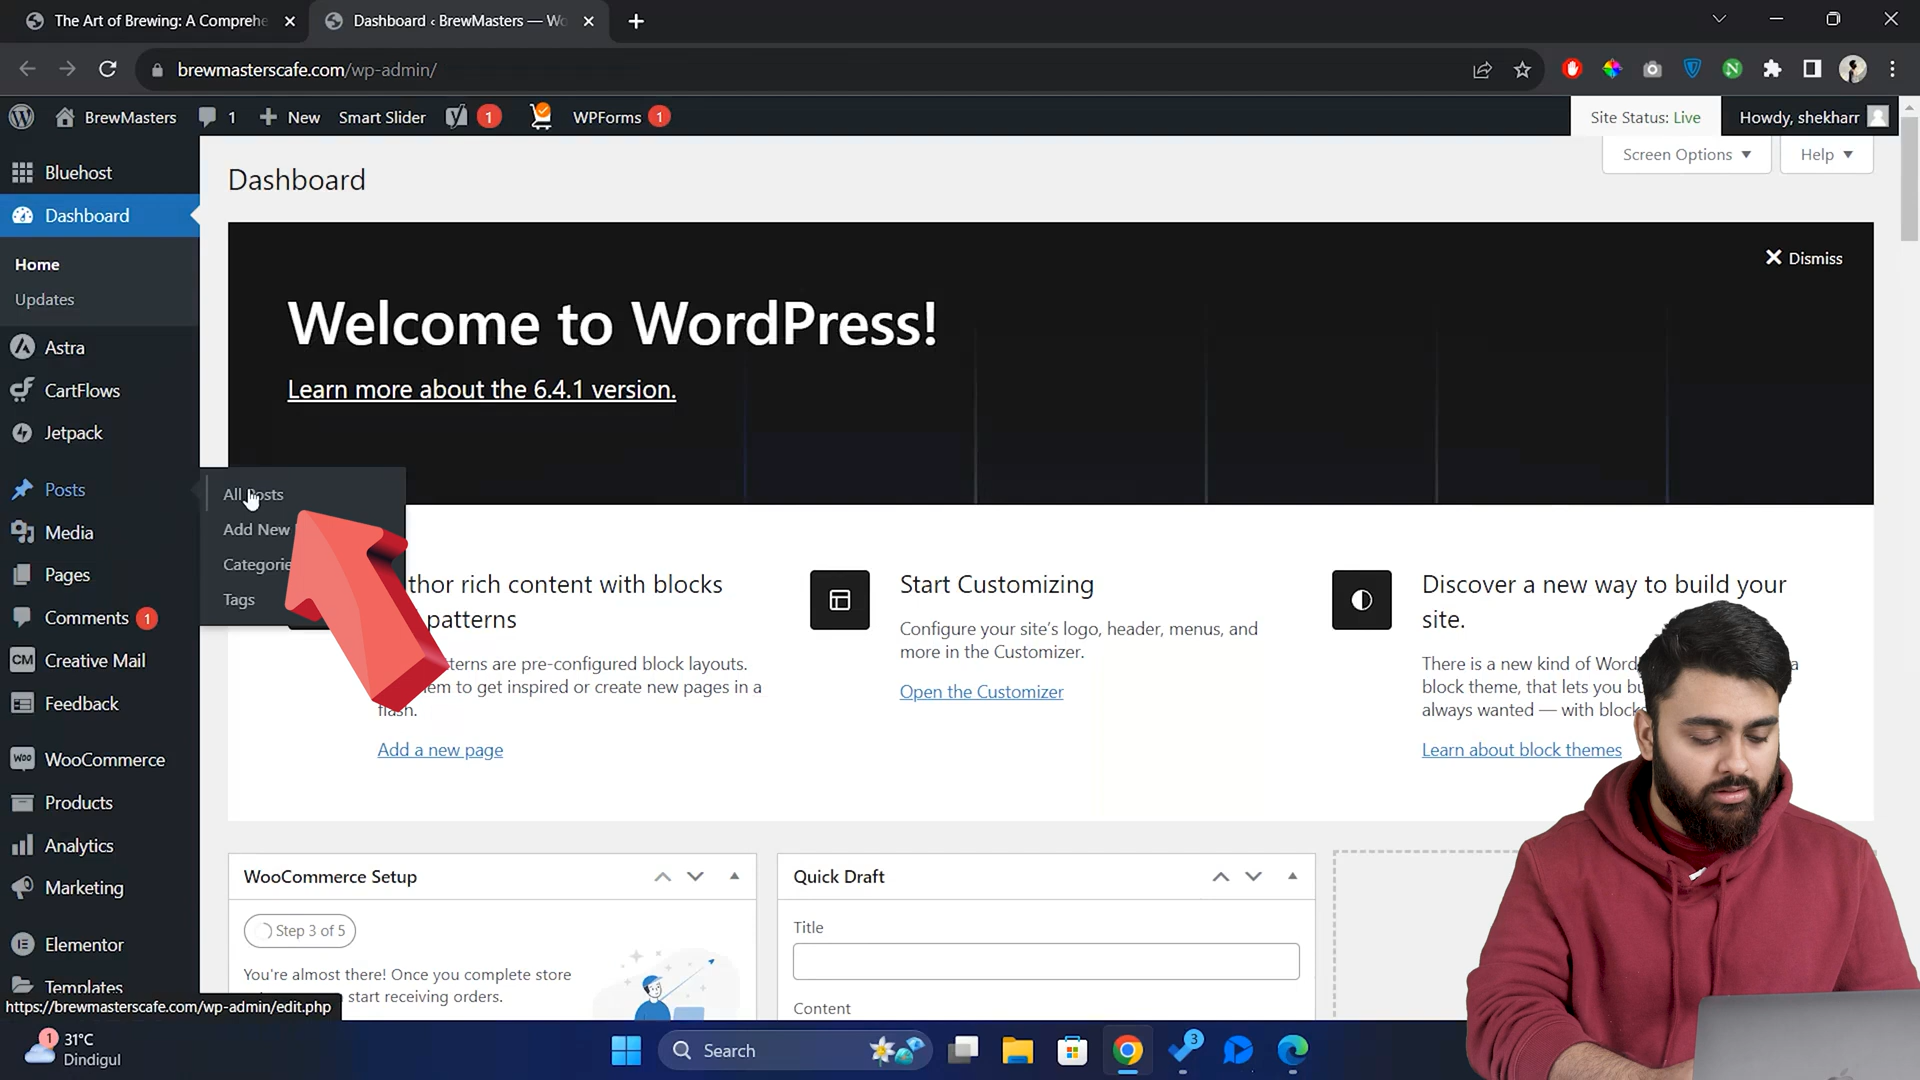 The Art of Brewing: A Comprehe
Dashboard ‹ BrewMasters — Wo
brewmasterscafe.com/wp-admin/
BrewMasters
1
New
Smart Slider
1
WPForms
1
Site Status: Live
Howdy, shekharr
Screen Options
Help
Dashboard
Bluehost
Dashboard
Home
Updates
Astra
CartFlows
Jetpack
Posts
Media
Pages
Comments
1
CM
Creative Mail
Feedback
WOO
WooCommerce
Products
Analytics
Marketing
Elementor
Templates
All Posts
Add New
Categorie
Tags
Dismiss
Welcome to WordPress!
Learn more about the 6.4.1 version.
thor rich content with blocks
patterns
terns are pre-configured block layouts.
em to get inspired or create new pages in a
flash.
Add a new page
Start Customizing
Configure your site's logo, header, menus, and
more in the Customizer.
Open the Customizer
Discover a new way to build your
site.
There is a new kind of Word
a
block theme, that lets you bu
always wanted — with block
Learn about block themes
WooCommerce Setup
Step 3 of 5
You're almost there! Once you complete store
start receiving orders.
Quick Draft
Title
Content
https://brewmasterscafe.com/wp-admin/edit.php
1
31°C
Dindigul
Search
3